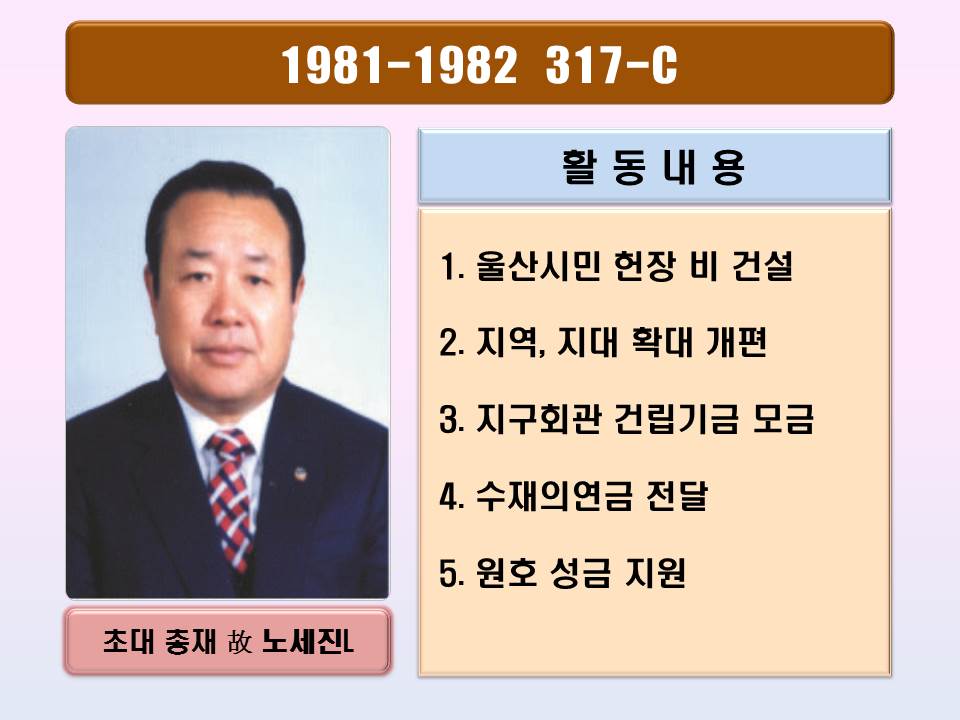 1981-1982 317-C
활 동 내 용
1. 울산시민 헌장 비 건설
2. 지역, 지대 확대 개편
3. 지구회관 건립기금 모금
4. 수재의연금 전달
5. 원호 성금 지원
초대 총재 故 노세진L